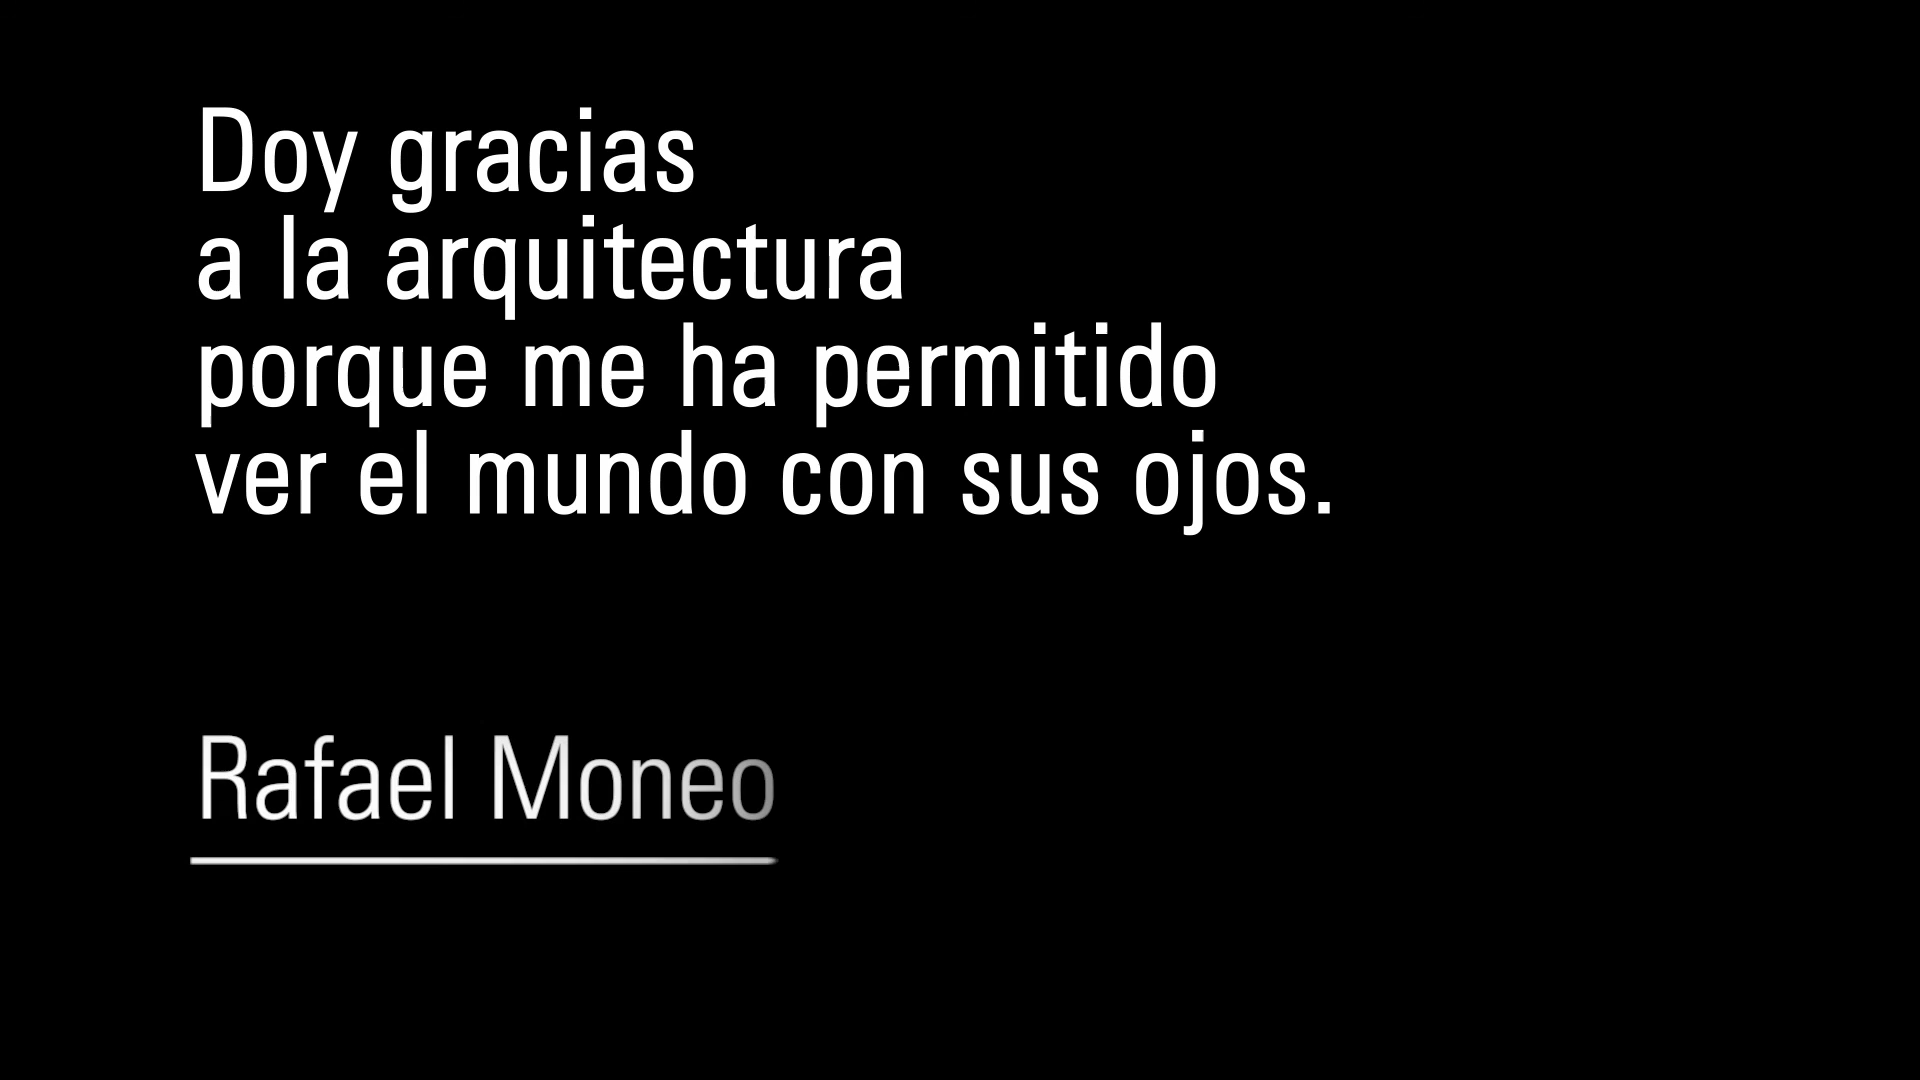 Doy gracias
a la arquitectura
porque me ha permitido
ver el mundo con sus ojos.
Rafael Moneo